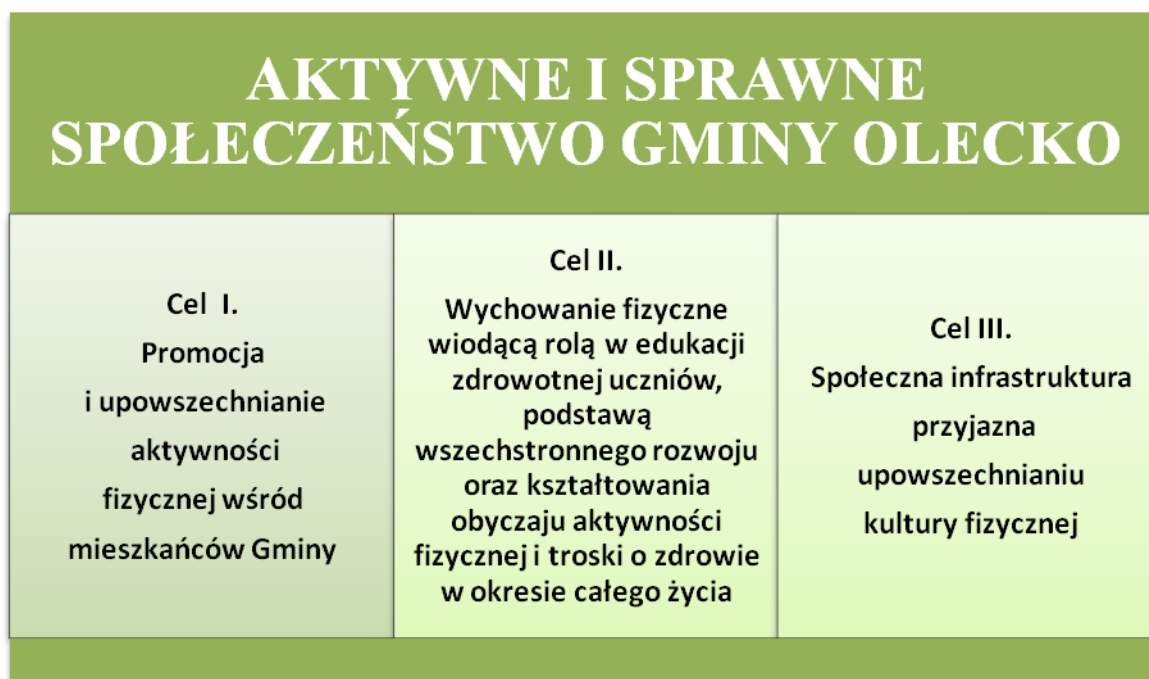 AKTYWNE I SPRAWNE
SPOŁECZEŃSTWO GMINY OLECKO
Cel I.
Promocja
i upowszechnianie
aktywności
fizycznej wśród
mieszkańców Gminy
Cel II.
Wychowanie fizyczne
wiodącą rolą w edukacji
zdrowotnej uczniów,
podstawą
wszechstronnego rozwoju
oraz kształtowania
obyczaju aktywności
fizycznej i troski o zdrowie
w okresie całego życia
Cel III.
Społeczna infrastruktura
przyjazna
upowszechnianiu
kultury fizycznej